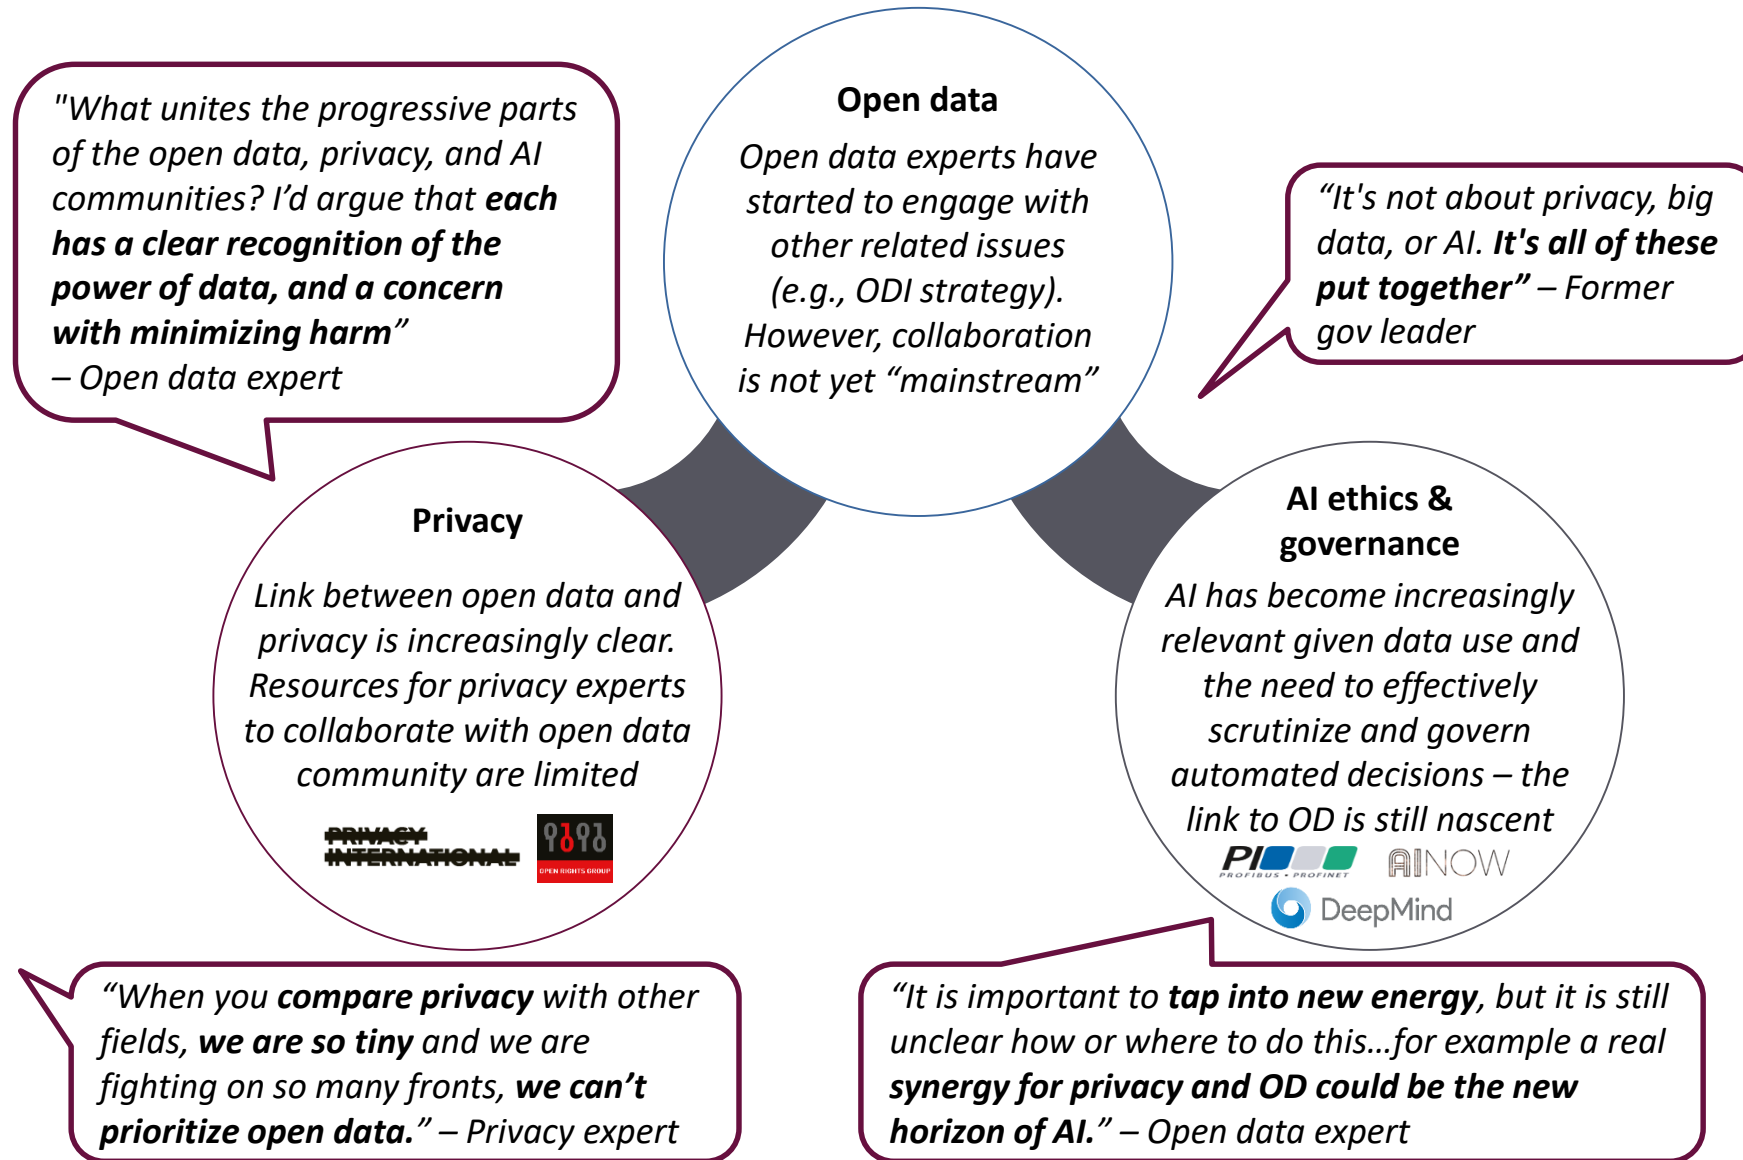 "What unites the progressive parts
of the open data, privacy, and AI
communities? I’d argue that each
has a clear recognition of the
power of data, and a concern
with minimizing harm”
– Open data expert
Open data
Open data experts have
started to engage with
other related issues
(e.g., ODI strategy).
However, collaboration
is not yet “mainstream”
“It's not about privacy, big
data, or AI. It's all of these
put together” – Former
gov leader
Privacy
Link between open data and
privacy is increasingly clear.
Resources for privacy experts
to collaborate with open data
community are limited
PRIVACY
INTERNATIONAL
0101
1010
OPEN RIGHTS GROUP
AI ethics &
governance
AI has become increasingly
relevant given data use and
the need to effectively
scrutinize and govern
automated decisions – the
link to OD is still nascent
PI
PROFIBUS • PROFINET
AINOW
DeepMind
“When you compare privacy with other
fields, we are so tiny and we are
fighting on so many fronts, we can’t
prioritize open data.” – Privacy expert
“It is important to tap into new energy, but it is still
unclear how or where to do this…for example a real
synergy for privacy and OD could be the new
horizon of AI.” – Open data expert